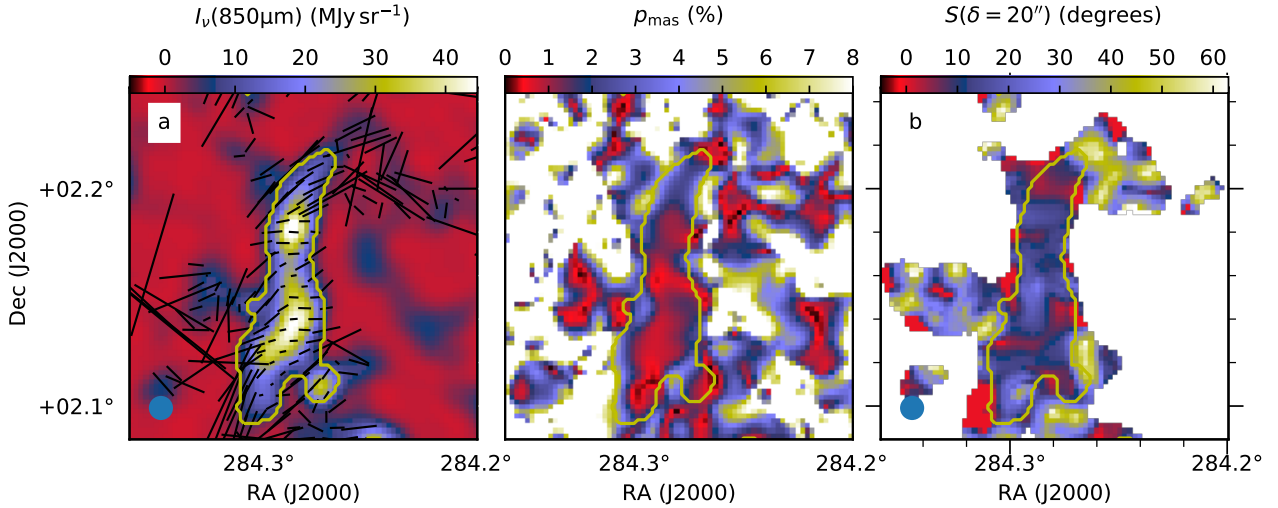 I_ν(850μm) (MJy sr⁻¹)
p_mas (%)
S(δ = 20″) (degrees)
0 10 20 30 40
0 1 2 3 4 5 6 7 8
0 10 20 30 40 50 60
a
b
+02.2°
+02.1°
Dec (J2000)
284.3° 284.2°
284.3° 284.2°
284.3° 284.2°
RA (J2000)
RA (J2000)
RA (J2000)